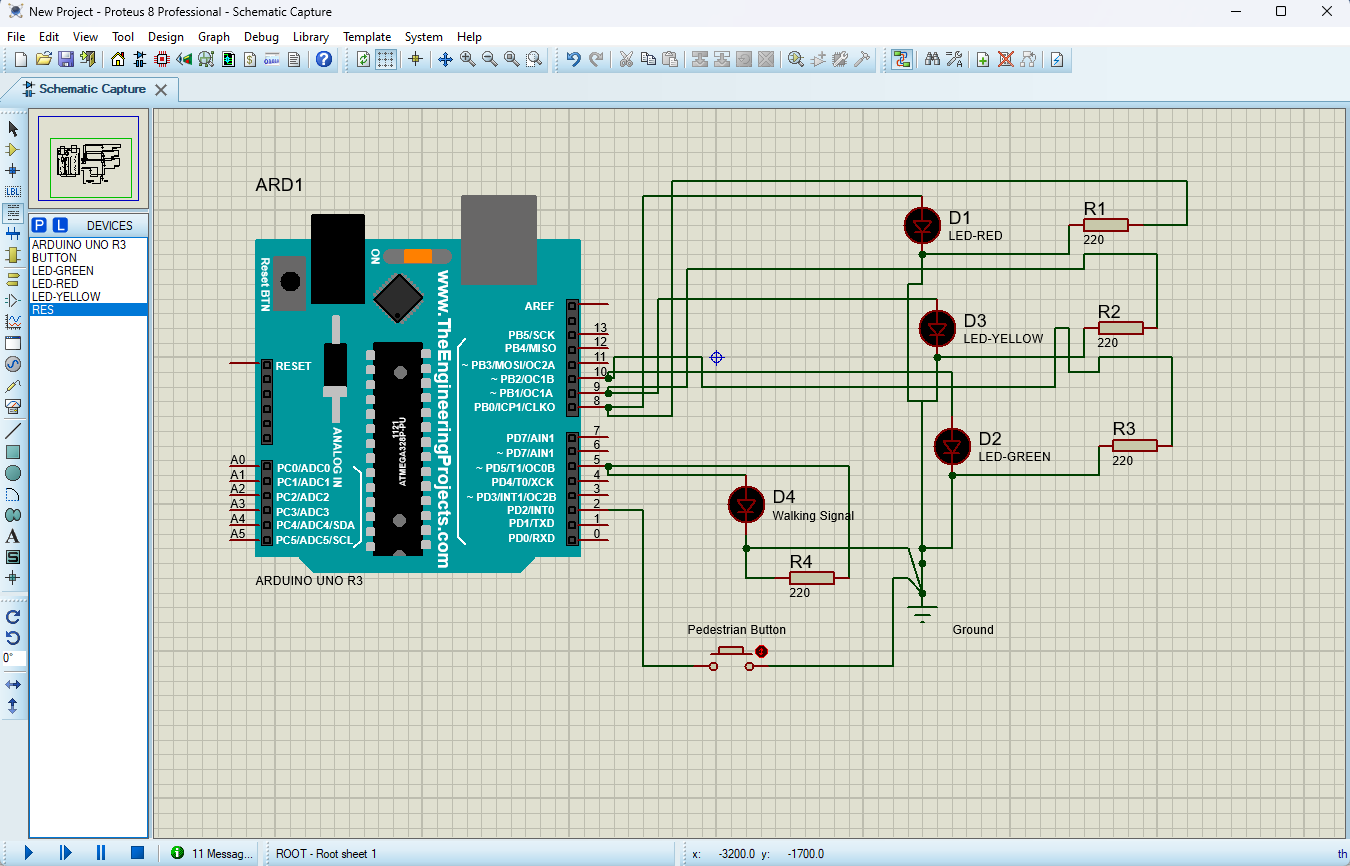 New Project - Proteus 8 Professional - Schematic Capture
File Edit View Tool Design Graph Debug Library Template System Help
Schematic Capture
P L DEVICES
ARDUINO UNO R3
BUTTON
LED-GREEN
LED-RED
LED-YELLOW
RES
LBL
A
S
0°
ARD1
Reset BTN
ON
www.TheEngineeringProjects.com
RESET
AREF
PB5/SCK 13
PB4/MISO 12
~ PB3/MOSI/OC2A 11
~ PB2/OC1B 10
~ PB1/OC1A 9
PB0/ICP1/CLKO 8
PD7/AIN1 7
~ PD7/AIN1 6
~ PD5/T1/OC0B 5
PD4/T0/XCK 4
~ PD3/INT1/OC2B 3
PD2/INT0 2
PD1/TXD 1
PD0/RXD 0
1121
ATMEGA328P-PU
ANALOG IN
A0 PC0/ADC0
A1 PC1/ADC1
A2 PC2/ADC2
A3 PC3/ADC3
A4 PC4/ADC4/SDA
A5 PC5/ADC5/SCL
ARDUINO UNO R3
D1
LED-RED
R1
220
D3
LED-YELLOW
R2
220
D2
LED-GREEN
R3
220
D4
Walking Signal
R4
220
Pedestrian Button
Ground
11 Messag...
ROOT - Root sheet 1
x: -3200.0 y: -1700.0
th